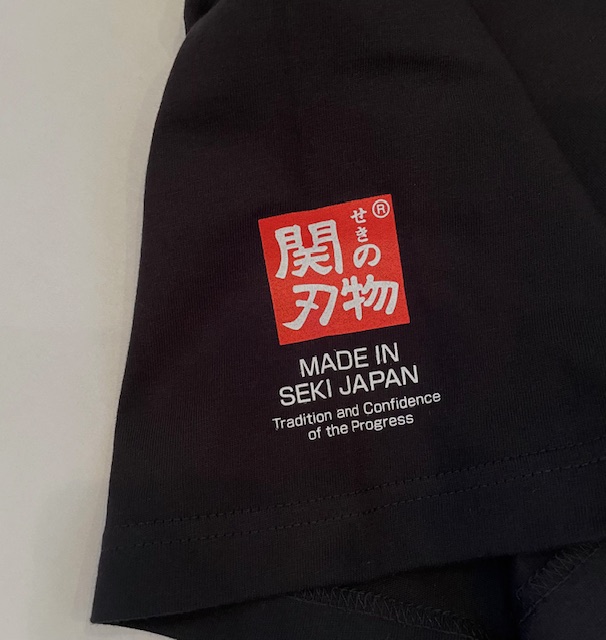 せき®
関の
刃物
MADE IN
SEKI JAPAN
Tradition and Confidence
of the Progress